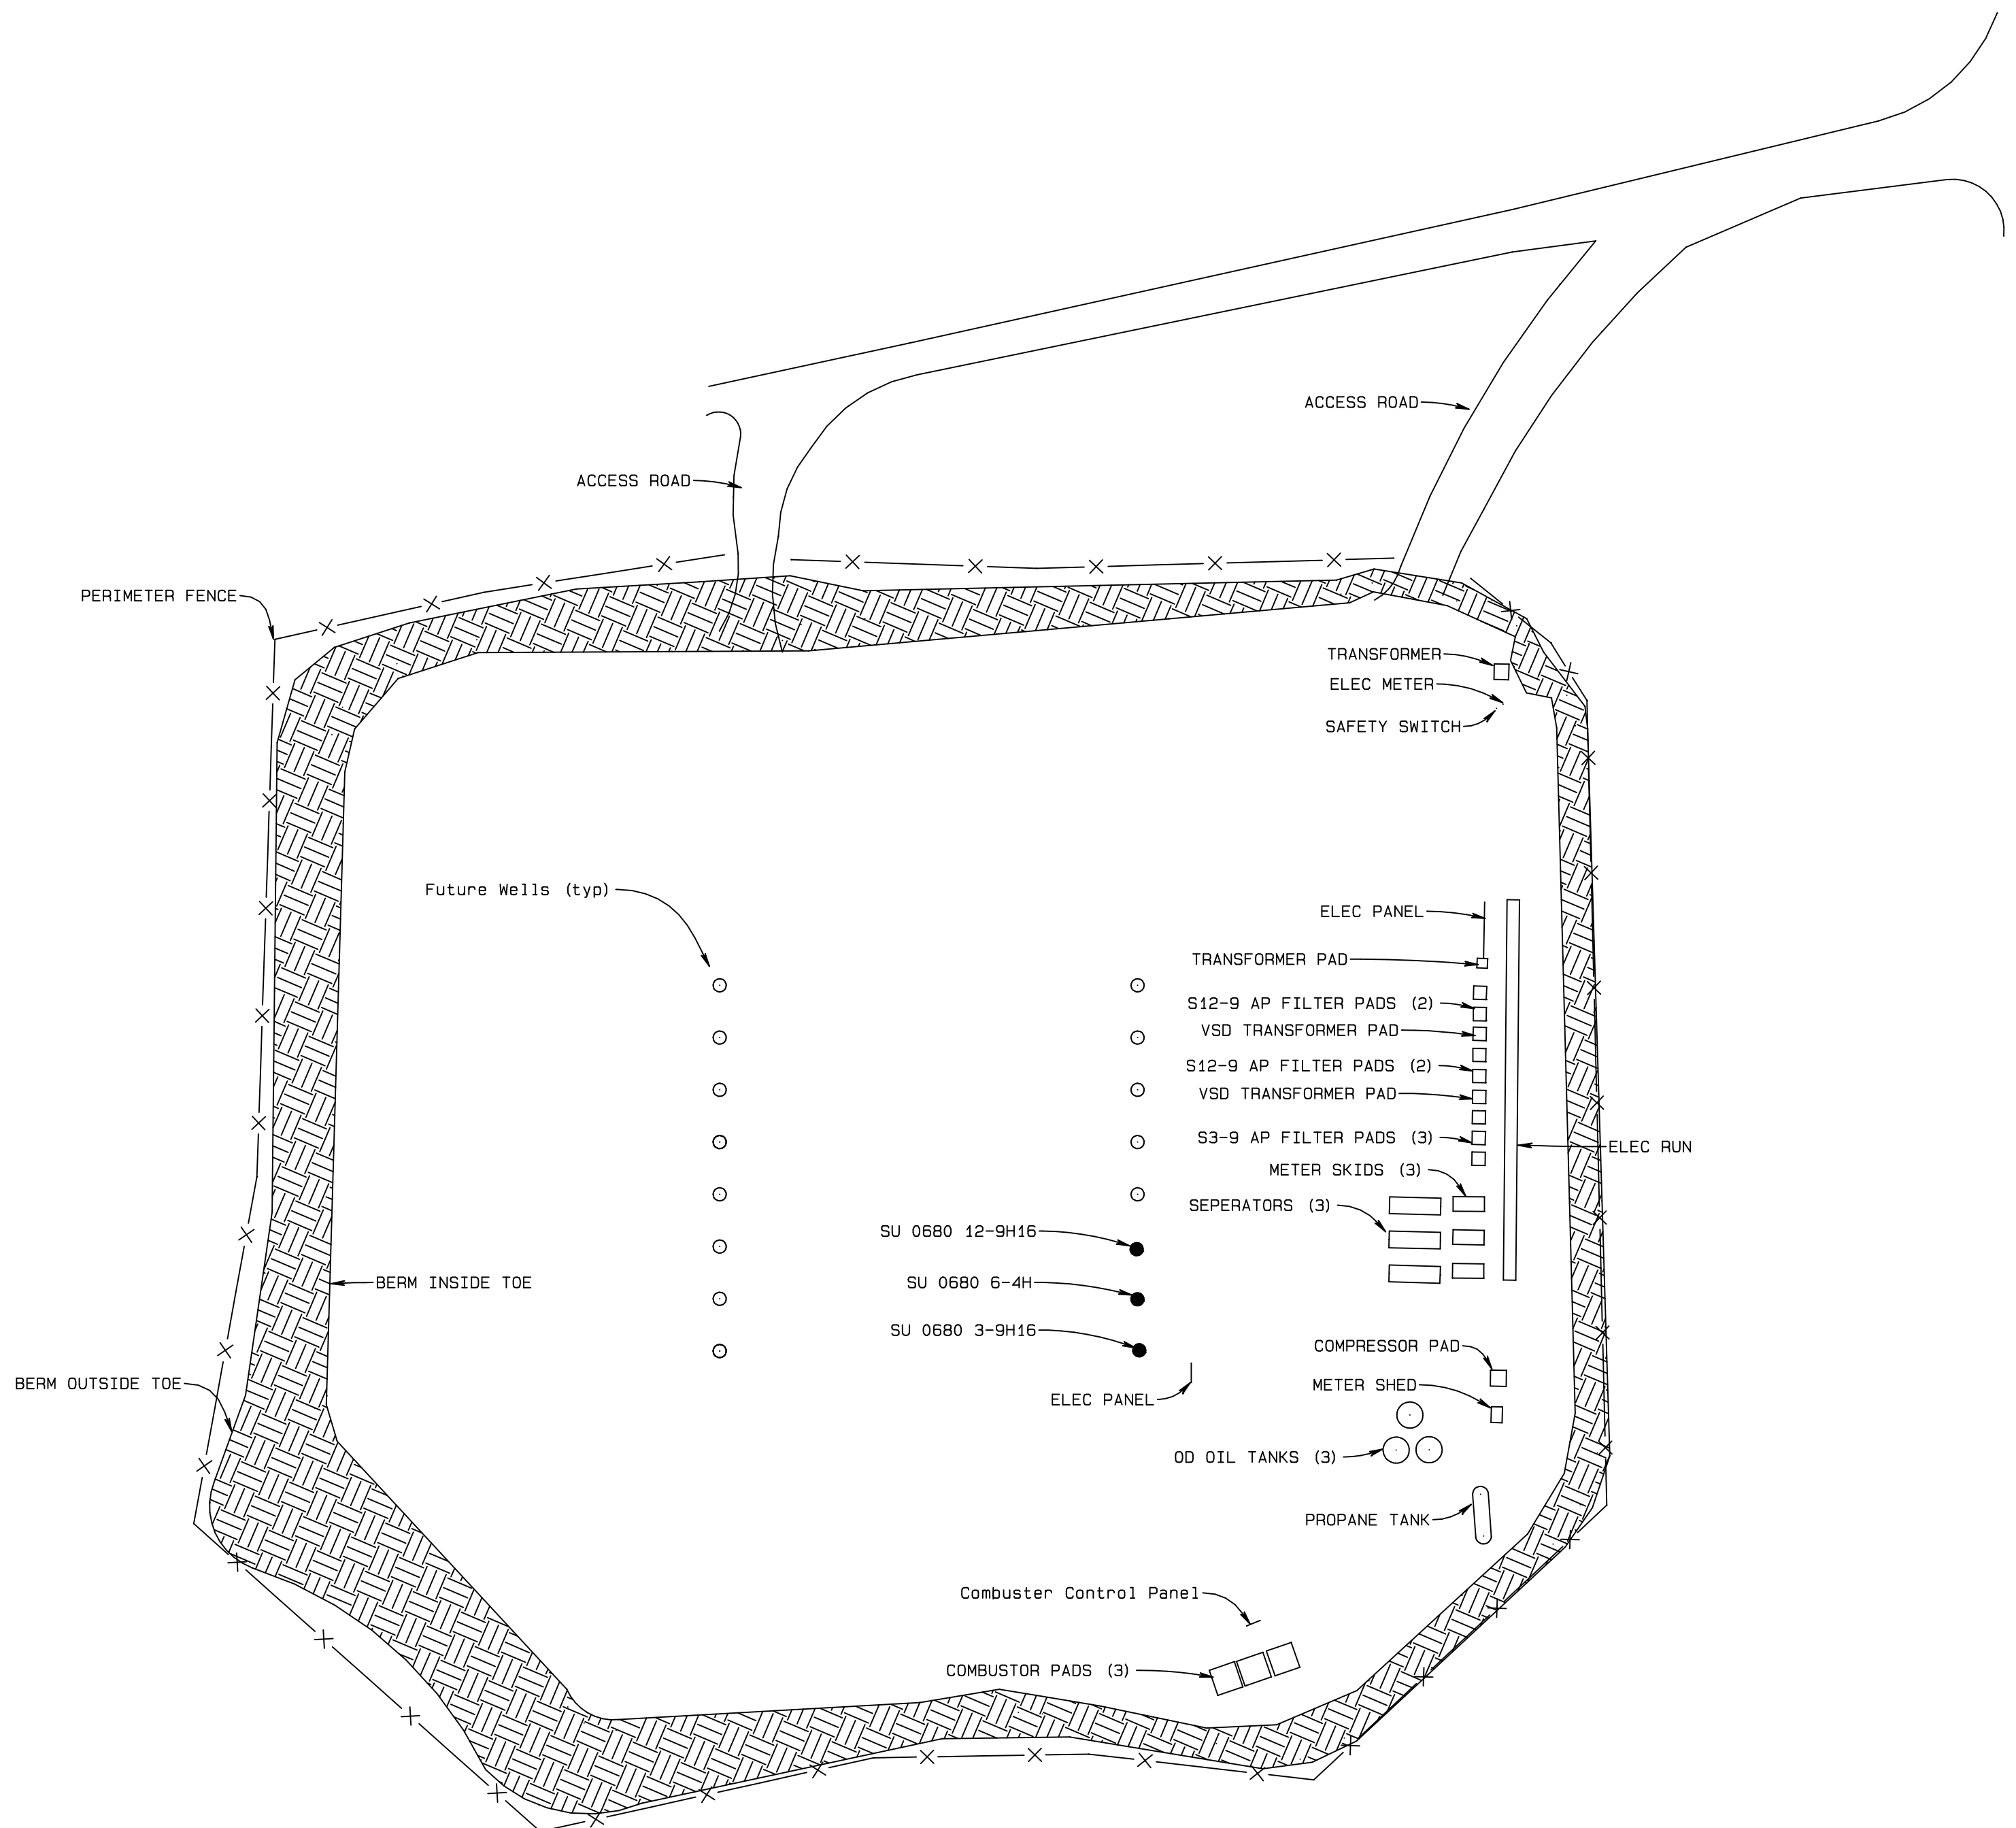 ACCESS ROAD
ACCESS ROAD
PERIMETER FENCE
TRANSFORMER
ELEC METER
SAFETY SWITCH
Future Wells (typ)
ELEC PANEL
TRANSFORMER PAD
S12-9 AP FILTER PADS (2)
VSD TRANSFORMER PAD
S12-9 AP FILTER PADS (2)
VSD TRANSFORMER PAD
S3-9 AP FILTER PADS (3)
ELEC RUN
METER SKIDS (3)
SEPERATORS (3)
SU 0680 12-9H16
BERM INSIDE TOE
SU 0680 6-4H
SU 0680 3-9H16
COMPRESSOR PAD
BERM OUTSIDE TOE
METER SHED
ELEC PANEL
OD OIL TANKS (3)
PROPANE TANK
Combuster Control Panel
COMBUSTOR PADS (3)